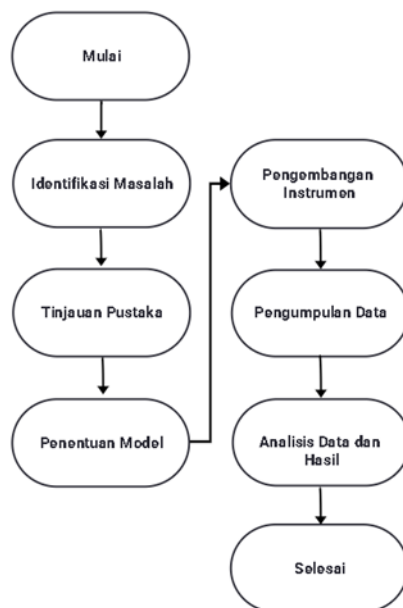 Mulai
Identifikasi Masalah
Tinjauan Pustaka
Penentuan Model
Pengembangan
Instrumen
Pengumpulan Data
Analisis Data dan
Hasil
Selesai